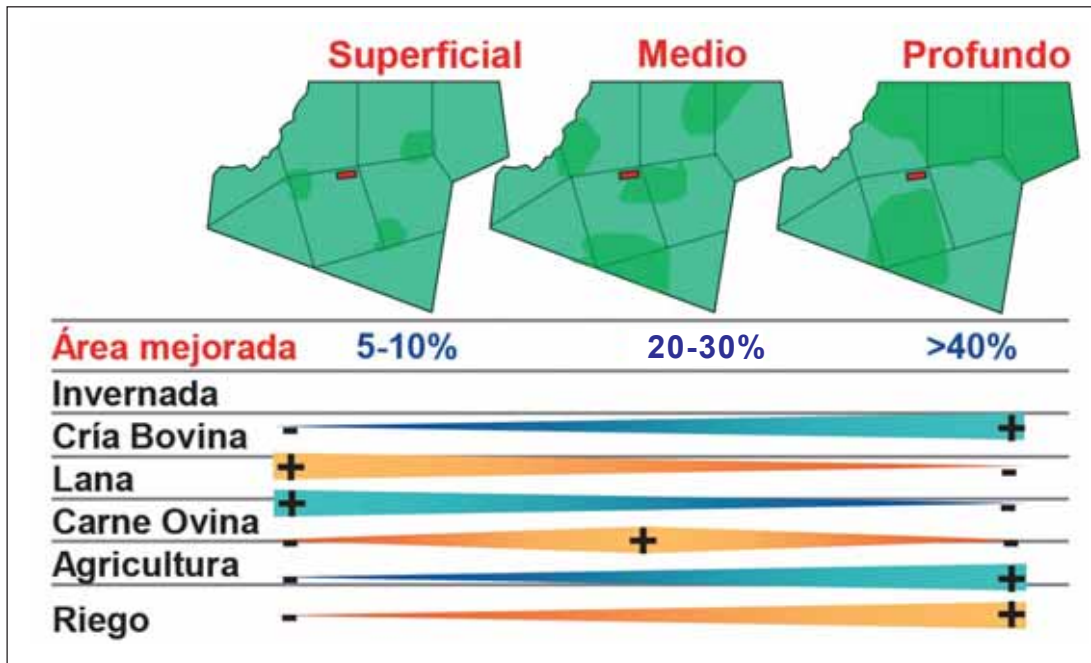 Superficial Medio Profundo
Área mejorada 5-10% 20-30% >40%
Invernada
- +
Cría Bovina
+ -
Lana
+ -
Carne Ovina
- + -
Agricultura
- +
Riego
- +